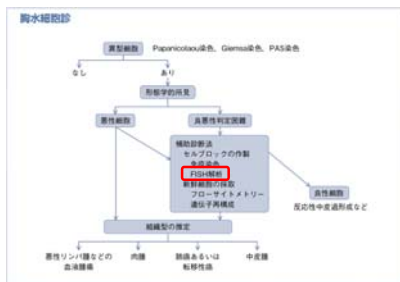 胸水細胞診
異型細胞
Papanicolaou染色、Giemsa染色、PAS染色
なし
あり
形態学的所見
悪性細胞
良悪性判定困難
補助診断法
セルブロックの作製
免疫染色
FISH解析
新鮮細胞の採取
フローサイトメトリー
遺伝子再構成
良性細胞
反応性中皮過形成など
組織型の推定
悪性リンパ腫などの
血液腫瘍
肉腫
肺癌あるいは
転移性癌
中皮腫